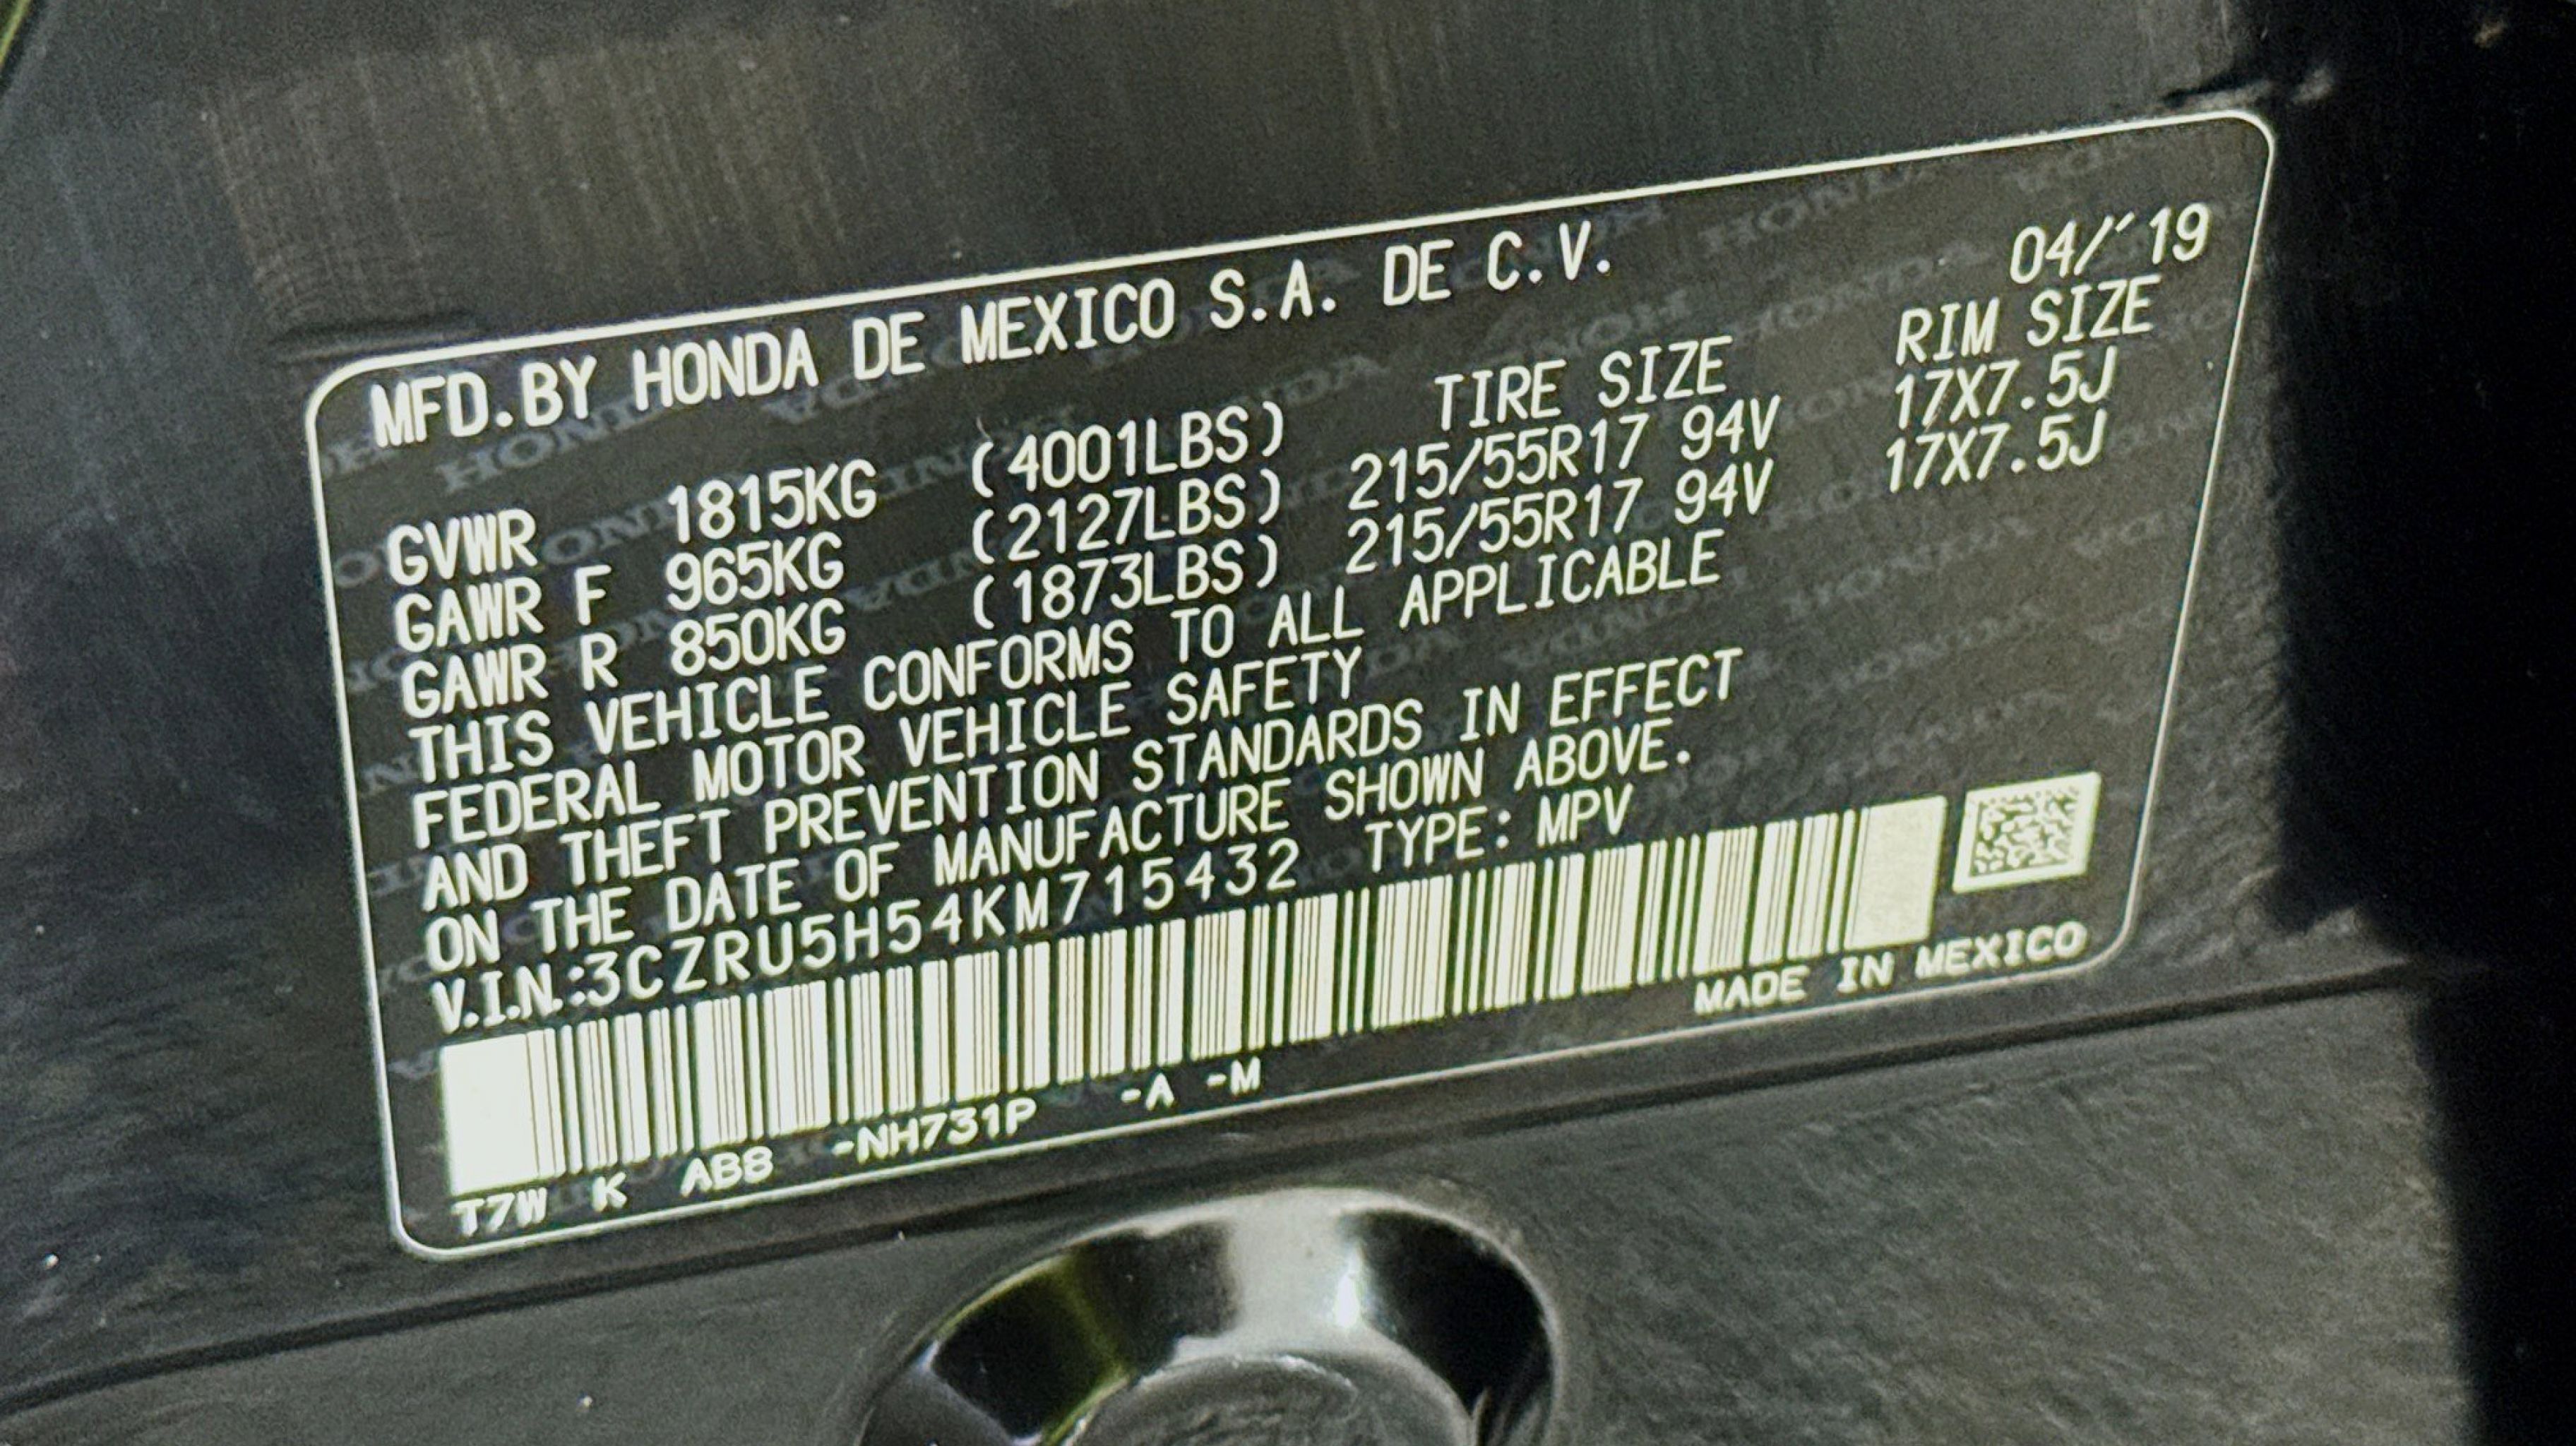 MFD.BY HONDA DE MEXICO S.A. DE C.V. 04/'19
TIRE SIZE RIM SIZE
GVWR 1815KG (4001LBS)
GAWR F 965KG (2127LBS) 215/55R17 94V 17X7.5J
GAWR R 850KG (1873LBS) 215/55R17 94V 17X7.5J
THIS VEHICLE CONFORMS TO ALL APPLICABLE
FEDERAL MOTOR VEHICLE SAFETY
AND THEFT PREVENTION STANDARDS IN EFFECT
ON THE DATE OF MANUFACTURE SHOWN ABOVE.
V.I.N.:3CZRU5H54KM715432 TYPE: MPV
MADE IN MEXICO
T7W K ABB -NH731P -A -M